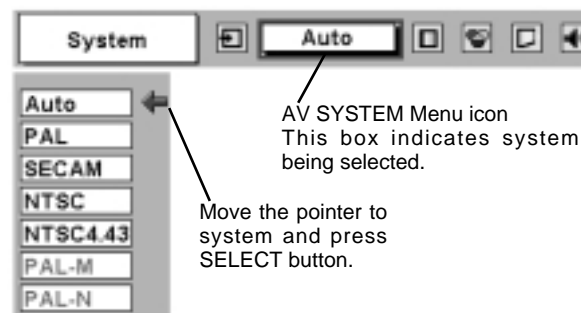 System
Auto
Auto
PAL
SECAM
NTSC
NTSC4.43
PAL-M
PAL-N
AV SYSTEM Menu icon
This box indicates system
being selected.
Move the pointer to
system and press
SELECT button.